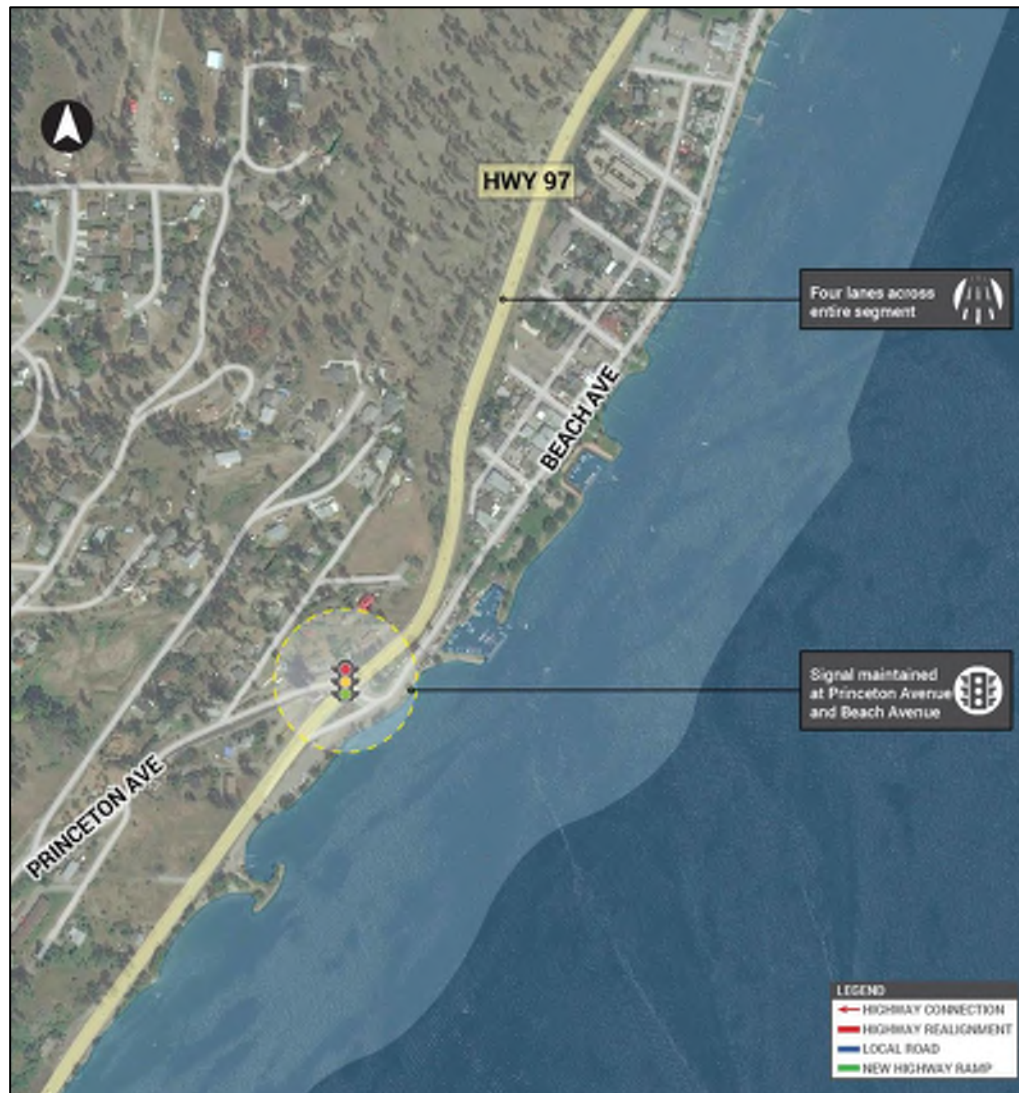 HWY 97
Four lanes across
entire segment
BEACH AVE
Signal maintained
at Princeton Avenue
and Beach Avenue
PRINCETON AVE
LEGEND
HIGHWAY CONNECTION
HIGHWAY REALIGNMENT
LOCAL ROAD
NEW HIGHWAY RAMP